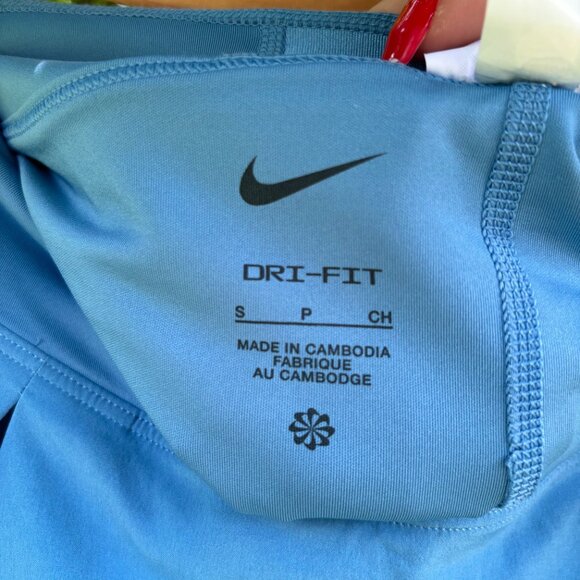 DRI-FIT
S P CH
MADE IN CAMBODIA
FABRIQUE
AU CAMBODGE